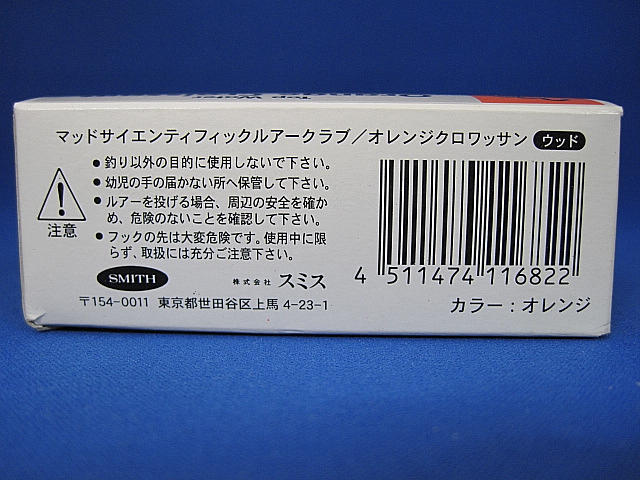 マッドサイエンティフィックルアークラブ／オレンジクロワッサン ウッド
●釣り以外の目的に使用しないで下さい。
●幼児の手の届かない所へ保管して下さい。
●ルアーを投げる場合、周辺の安全を確か
め、危険のないことを確認して下さい。
●フックの先は大変危険です。使用中に限
らず、取扱には充分ご注意下さい。
注意
SMITH 株式会社 スミス
〒154-0011 東京都世田谷区上馬 4-23-1
4 511474 116822
カラー：オレンジ